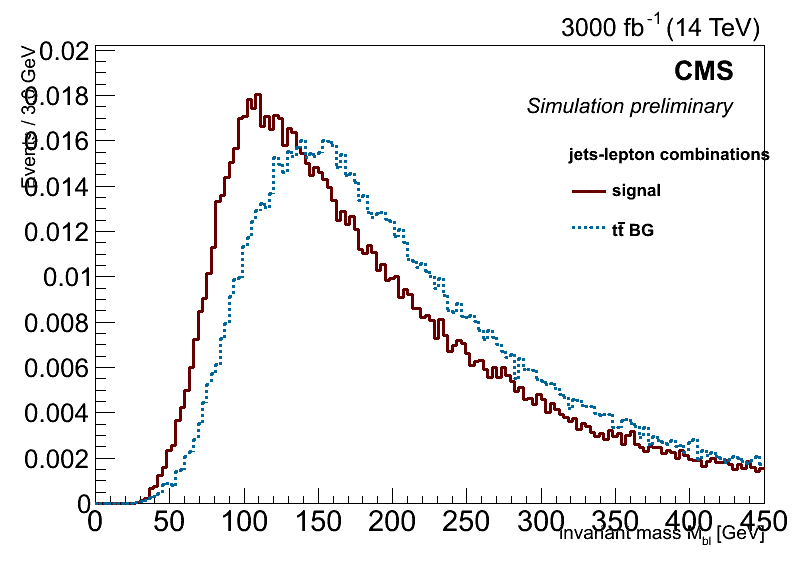 3000 fb-1 (14 TeV)
Events / 3.0 GeV
0.02
0.018
0.016
0.014
0.012
0.01
0.008
0.006
0.004
0.002
0
CMS
Simulation preliminary
jets-lepton combinations
signal
tt̄ BG
0 50 100 150 200 250 300 350 400 450
invariant mass Mbl [GeV]